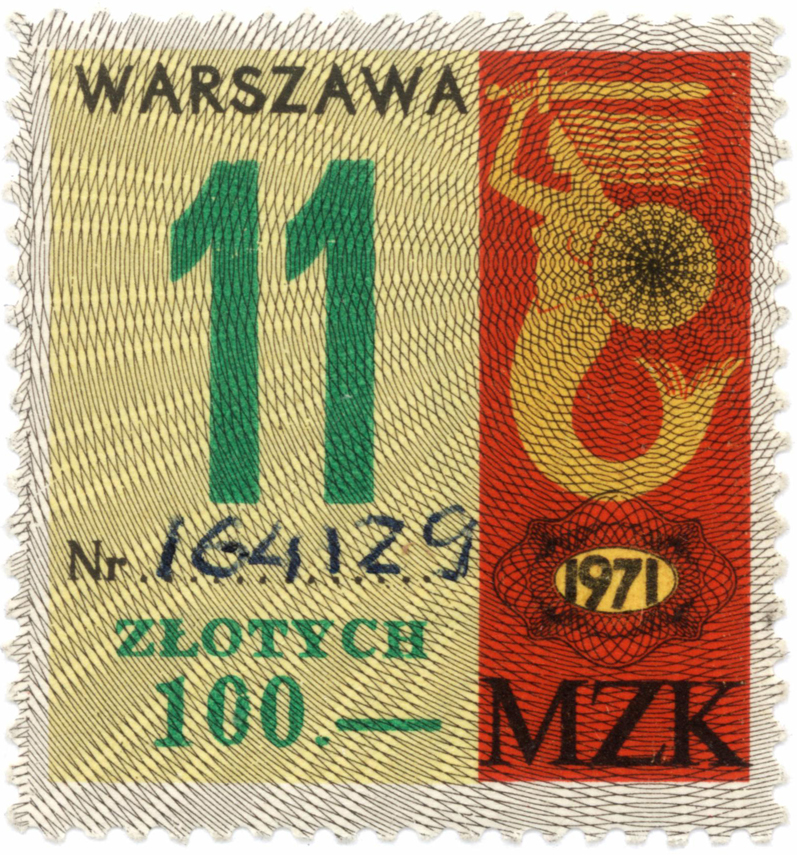 WARSZAWA
11
Nr 164129
ZŁOTYCH
100.—
1971
MZK